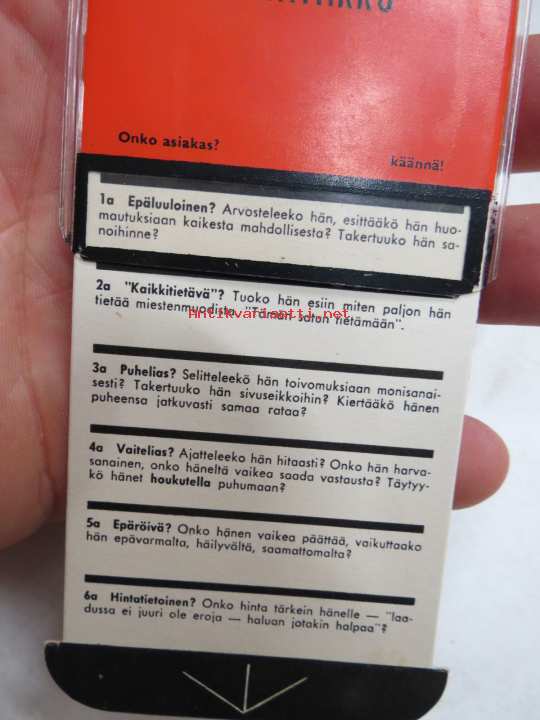 Onko asiakas?
käännä!
1a Epäluuloinen? Arvosteleeko hän, esittääkö hän huo-
mautuksiaan kaikesta mahdollisesta? Takertuuko hän sa-
noihinne?
2a "Kaikkitietävä"? Tuoko hän esiin miten paljon hän
tietää miestenmuodista. "Tämän satun tietämään".
Antikvariaatti.net
3a Puhelias? Selitteleekö hän toivomuksiaan monisanai-
sesti? Takertuuko hän sivuseikkoihin? Kiertääkö hänen
puheensa jatkuvasti samaa rataa?
4a Vaitelias? Ajatteleeko hän hitaasti? Onko hän harva-
sanainen, onko häneltä vaikea saada vastausta? Täytyy-
kö hänet houkutella puhumaan?
5a Epäröivä? Onko hänen vaikea päättää, vaikuttaako
hän epävarmalta, häilyvältä, saamattomalta?
6a Hintatietoinen? Onko hinta tärkein hänelle — "laa-
dussa ei juuri ole eroja — haluan jotakin halpaa"?